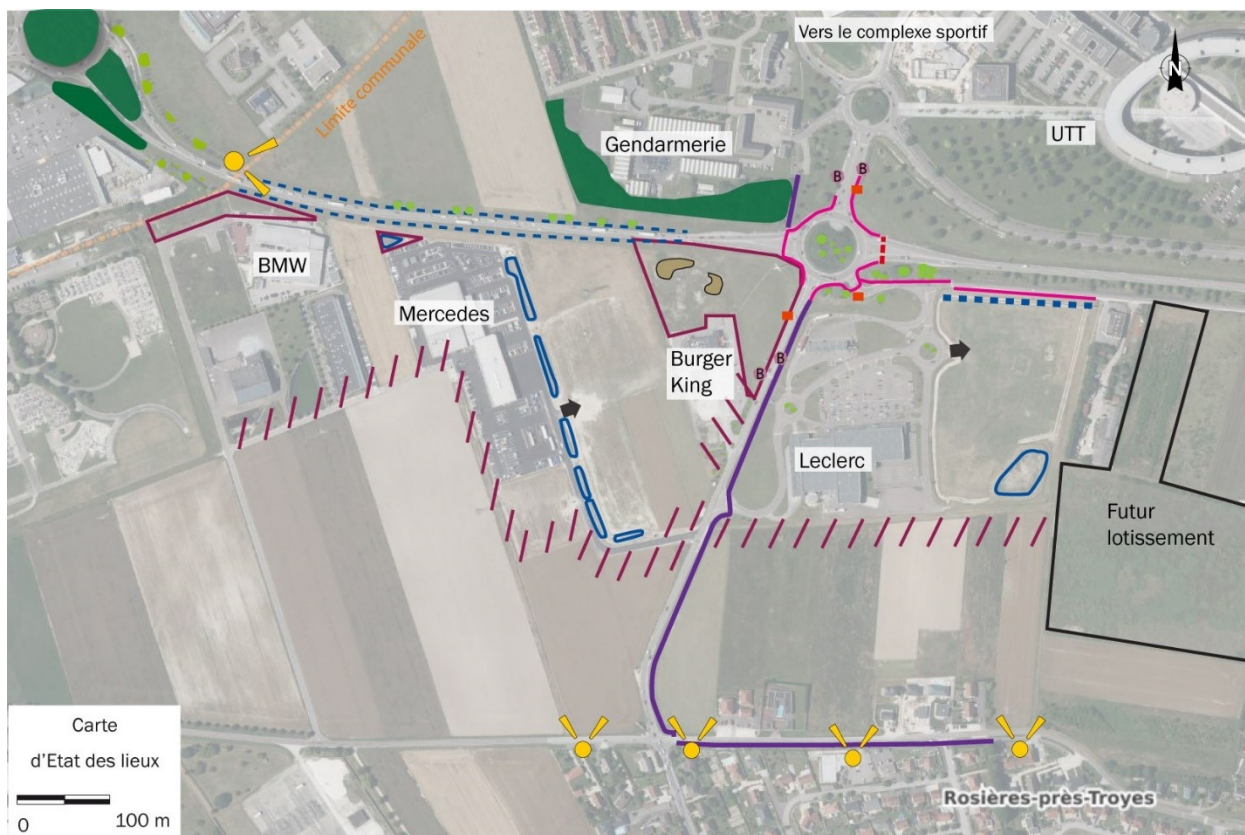 Vers le complexe sportif
N
Limite communale
Gendarmerie
UTT
B B
BMW
Mercedes
Burger
King
B
B
Leclerc
Futur
lotissement
Carte
d'Etat des lieux
0 100 m
Rosières-près-Troyes